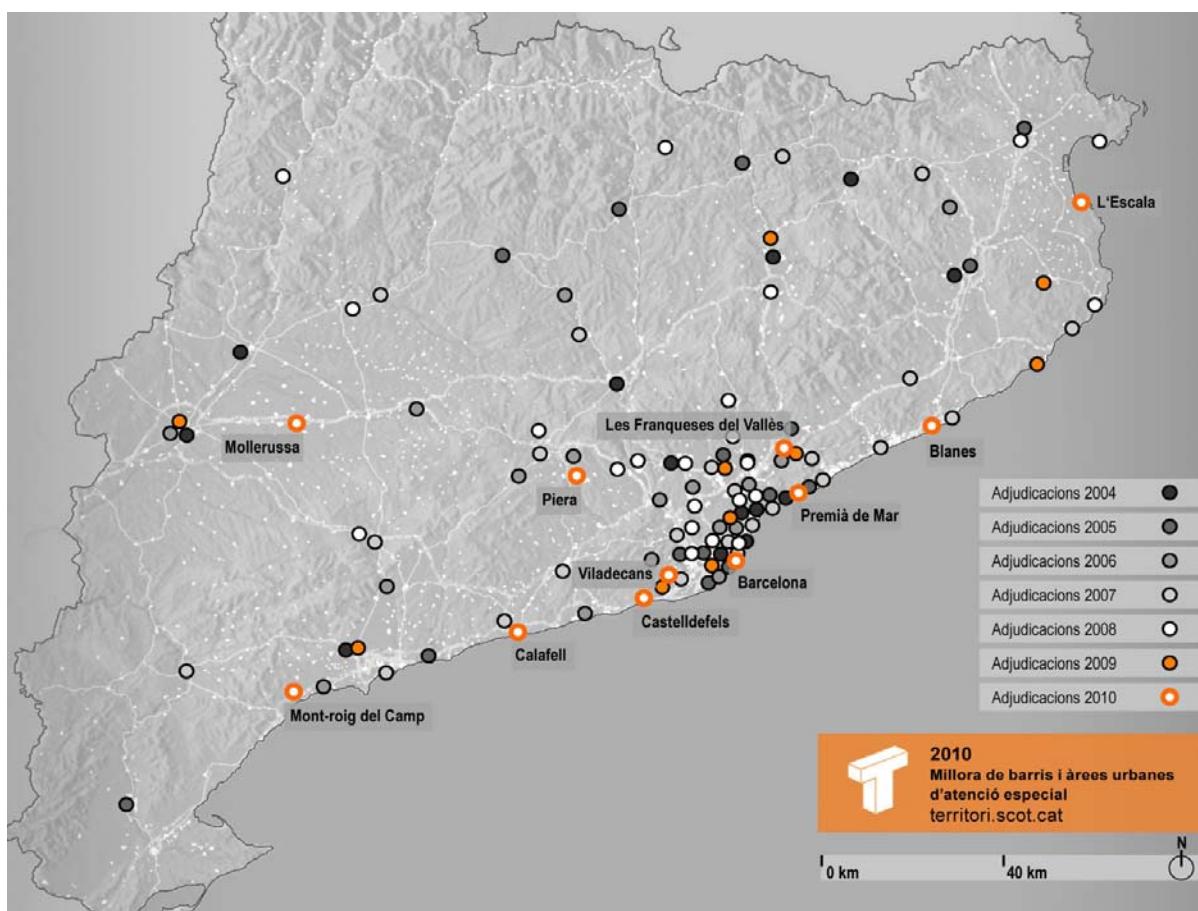 L'Escala
Les Franqueses del Vallès
Mollerussa
Blanes
Piera
Premià de Mar
Viladecans
Barcelona
Castelldefels
Calafell
Mont-roig del Camp
Adjudicacions 2004
Adjudicacions 2005
Adjudicacions 2006
Adjudicacions 2007
Adjudicacions 2008
Adjudicacions 2009
Adjudicacions 2010
2010
Millora de barris i àrees urbanes
d'atenció especial
territori.scot.cat
N
0 km
40 km